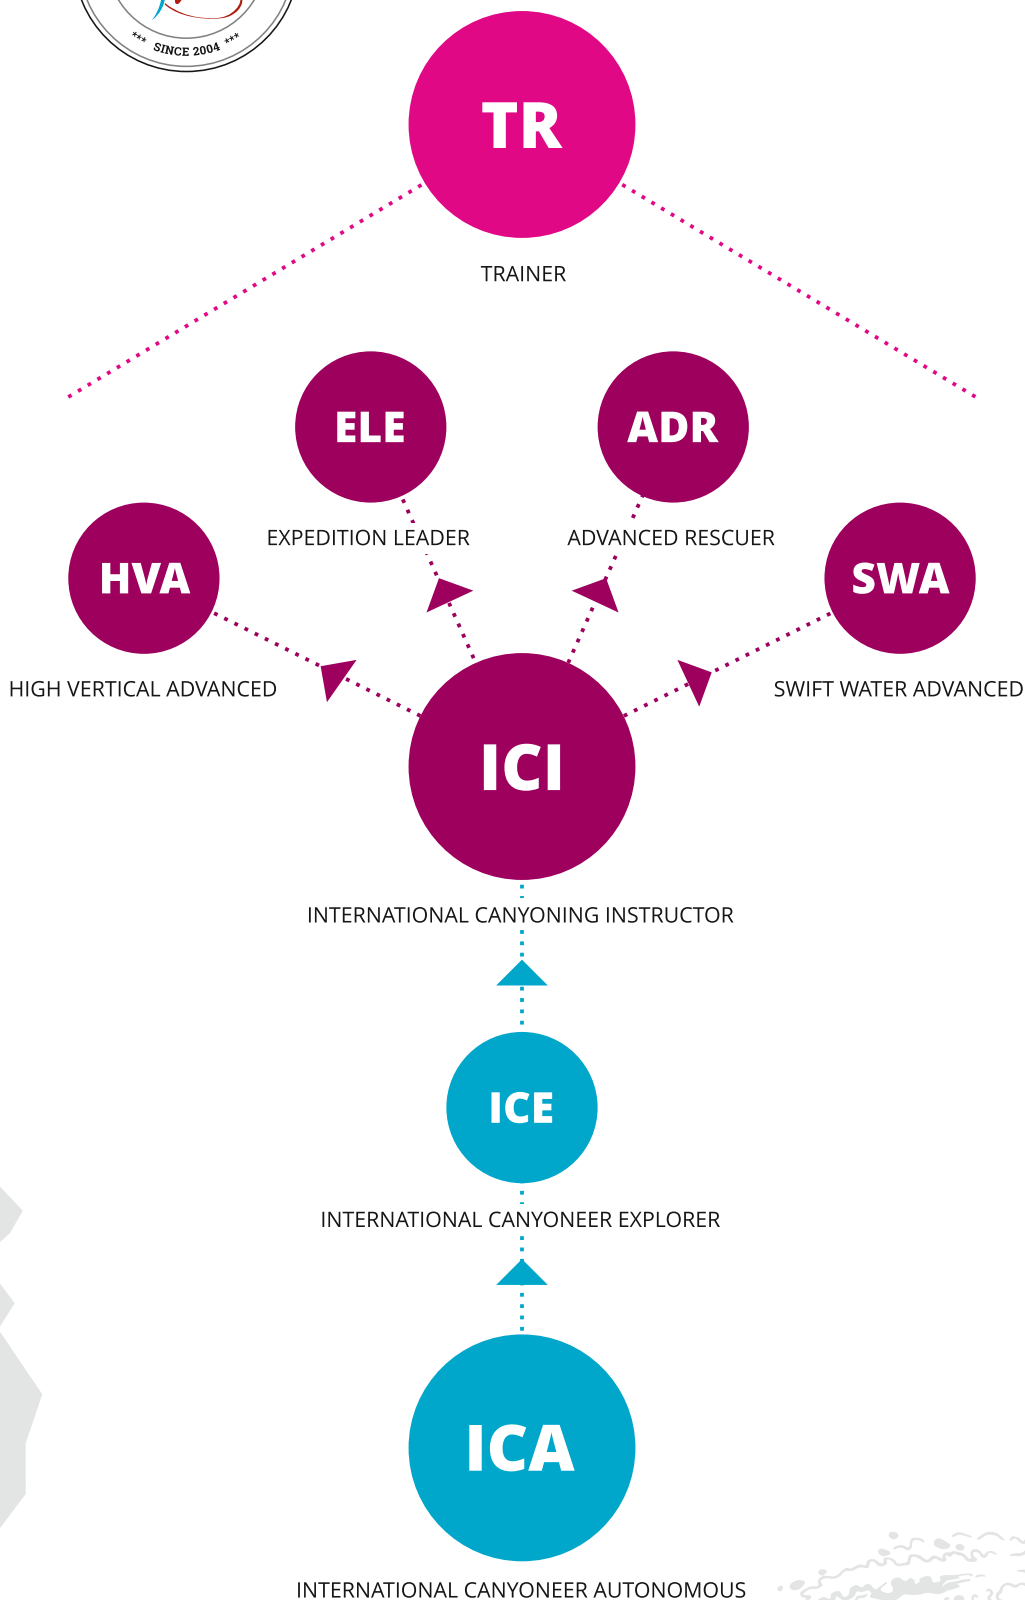 *** SINCE 2004 ***
TR
TRAINER
ELE
ADR
EXPEDITION LEADER
ADVANCED RESCUER
HVA
SWA
HIGH VERTICAL ADVANCED
SWIFT WATER ADVANCED
ICI
INTERNATIONAL CANYONING INSTRUCTOR
ICE
INTERNATIONAL CANYONEER EXPLORER
ICA
INTERNATIONAL CANYONEER AUTONOMOUS